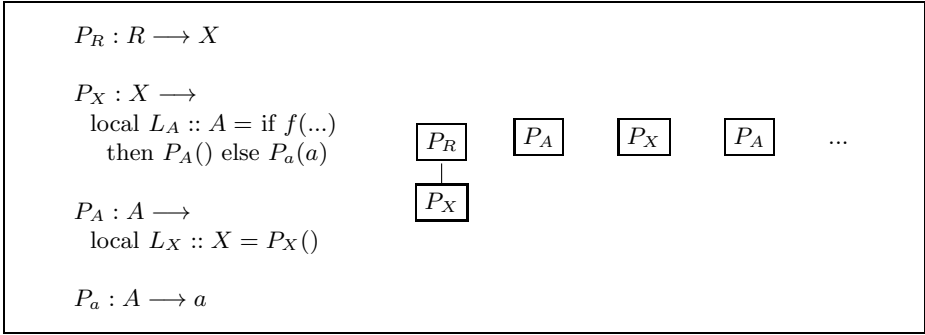 P_R : R ⟶ X
P_X : X ⟶
local L_A :: A = if f(...)
then P_A() else P_a(a)
P_A : A ⟶
local L_X :: X = P_X()
P_a : A ⟶ a
P_R P_A P_X P_A ...
P_X